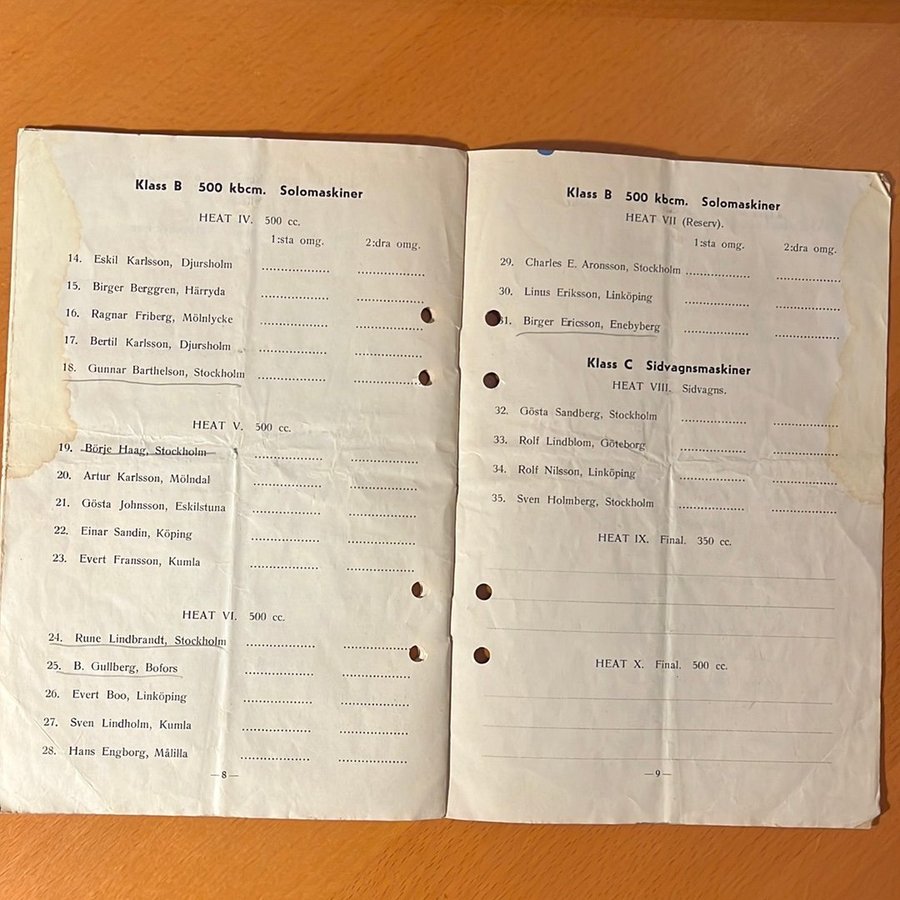 Klass B 500 kbcm. Solomaskiner
HEAT IV. 500 cc.
1:sta omg. 2:dra omg.
14. Eskil Karlsson, Djursholm
15. Birger Berggren, Härryda
16. Ragnar Friberg, Mölnlycke
17. Bertil Karlsson, Djursholm
18. Gunnar Barthelson, Stockholm
HEAT V. 500 cc.
19. Börje Haag, Stockholm
20. Artur Karlsson, Mölndal
21. Gösta Johnsson, Eskilstuna
22. Einar Sandin, Köping
23. Evert Fransson, Kumla
HEAT VI. 500 cc.
24. Rune Lindbrandt, Stockholm
25. B. Gullberg, Bofors
26. Evert Boo, Linköping
27. Sven Lindholm, Kumla
28. Hans Engborg, Målilla
—8—
Klass B 500 kbcm. Solomaskiner
HEAT VII (Reserv).
1:sta omg. 2:dra omg.
29. Charles E. Aronsson, Stockholm
30. Linus Eriksson, Linköping
31. Birger Ericsson, Enebyberg
Klass C Sidvagnsmaskiner
HEAT VIII. Sidvagns.
32. Gösta Sandberg, Stockholm
33. Rolf Lindblom, Göteborg
34. Rolf Nilsson, Linköping
35. Sven Holmberg, Stockholm
HEAT IX. Final. 350 cc.
HEAT X. Final. 500 cc.
—9—